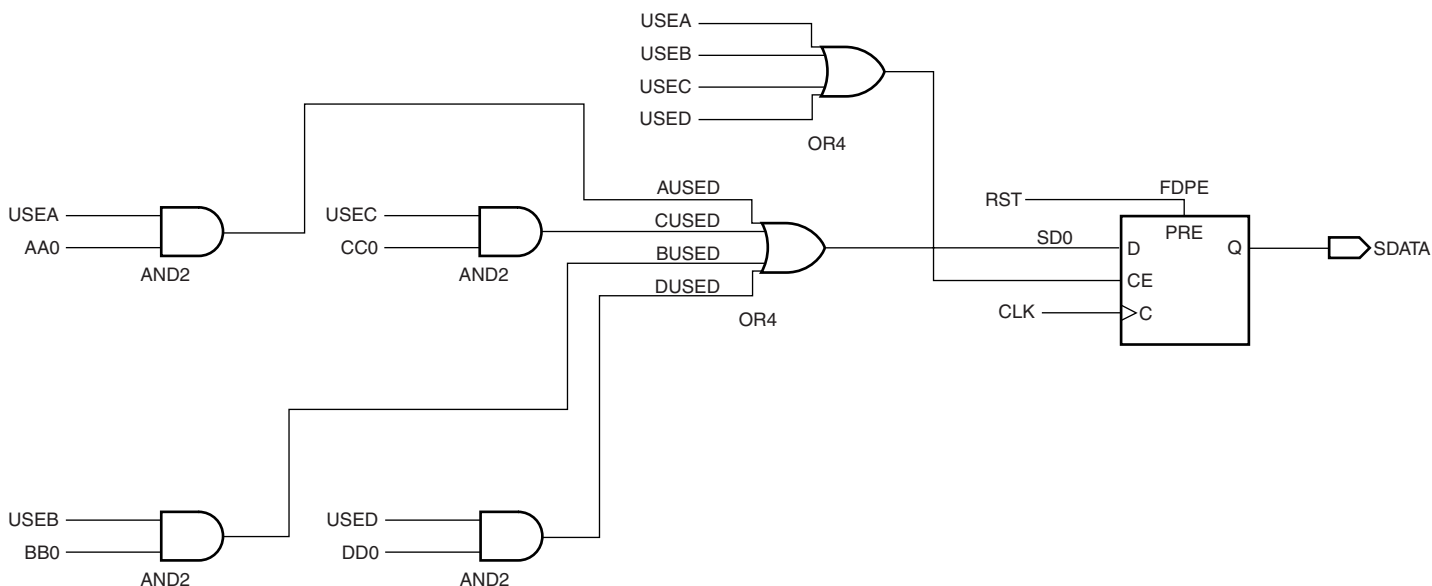 USEA
USEB
USEC
USED
OR4
AUSED
CUSED
BUSED
DUSED
OR4
USEA
AA0
AND2
USEC
CC0
AND2
RST
FDPE
PRE
SD0
D
Q
CE
CLK
C
SDATA
USEB
BB0
AND2
USED
DD0
AND2